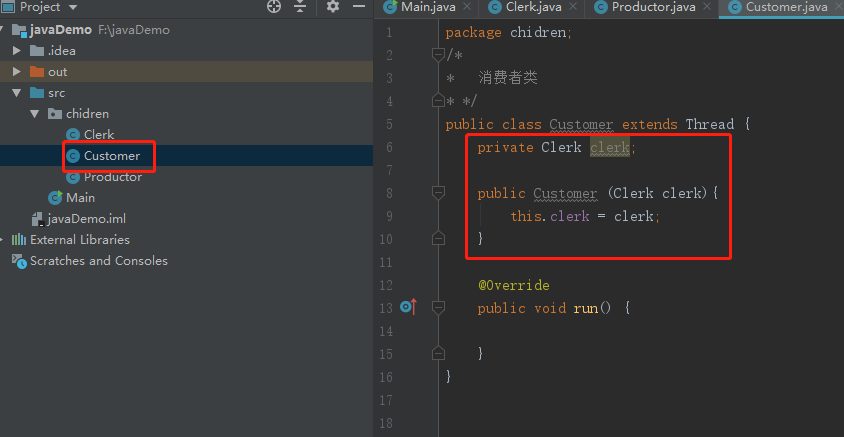 Project
javaDemo F:\javaDemo
.idea
out
src
chidren
Clerk
Customer
Productor
Main
javaDemo.iml
External Libraries
Scratches and Consoles
Main.java
Clerk.java
Productor.java
Customer.java
1 package chidren;
2 /*
3 * 消费者类
4 * */
5 public class Customer extends Thread {
6 private Clerk clerk;
7
8 public Customer (Clerk clerk){
9 this.clerk = clerk;
10 }
11
12 @Override
13 public void run() {
14
15 }
16 }
17
18